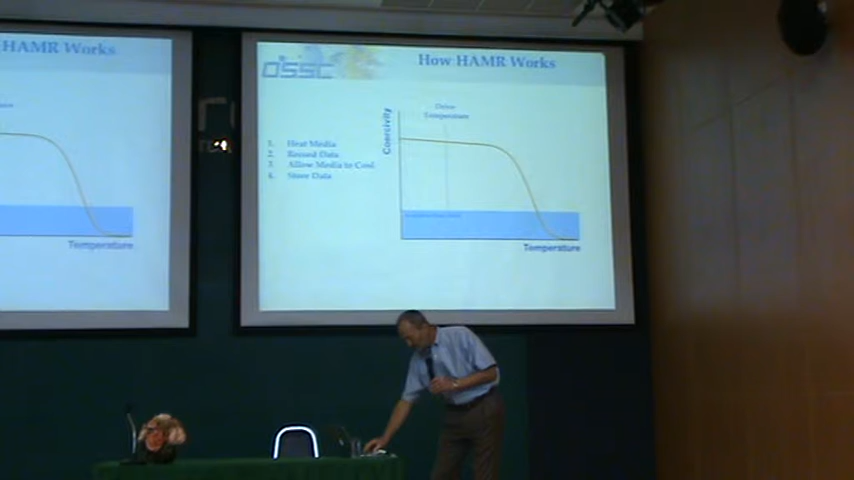 HAMR Works
Temperature
How HAMR Works
DSSC
Drive
Temperature
Coercivity
1. Heat Media
2. Record Data
3. Allow Media to Cool
4. Store Data
Temperature